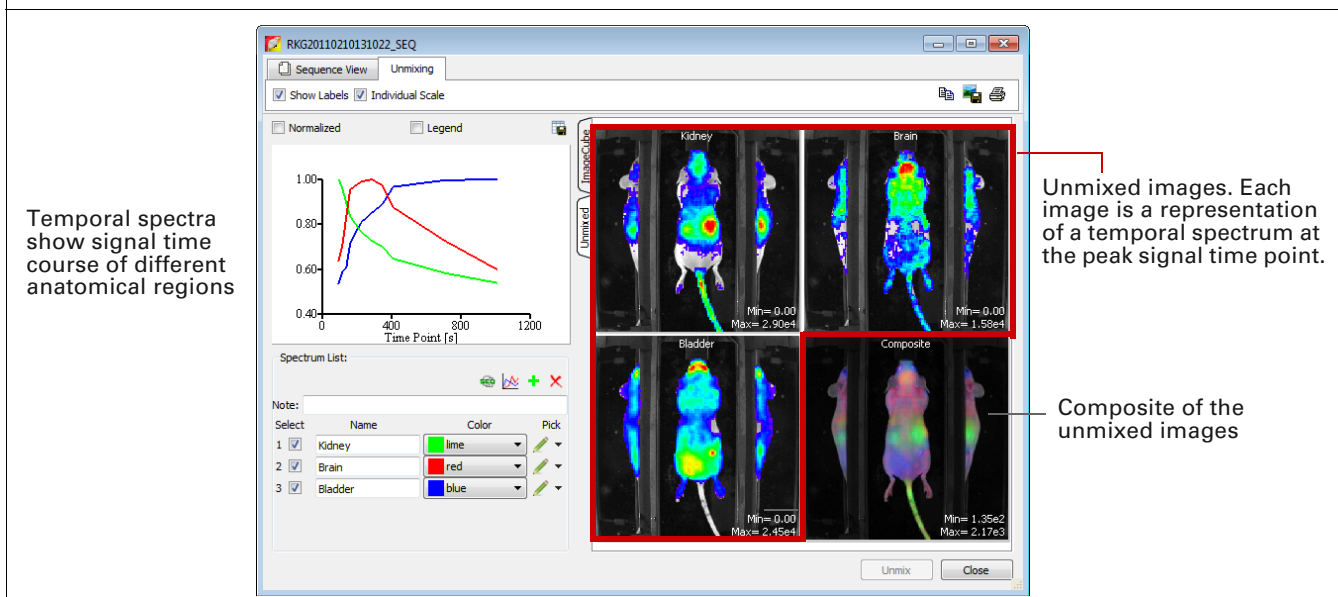 RKG20110210131022_SEQ
Sequence View
Unmixing
Show Labels
Individual Scale
Normalized
Legend
1.00
0.80
0.60
0.40
0
400
800
1200
Time Point [s]
Spectrum List:
SEQ
Note:
Select
Name
Color
Pick
1
Kidney
lime
2
Brain
red
3
Bladder
blue
ImageCube
Unmixed
Kidney
Min= 0.00
Max= 2.90e4
Brain
Min= 0.00
Max= 1.58e4
Bladder
Min= 0.00
Max= 2.45e4
Composite
Min= 1.35e2
Max= 2.17e3
Unmix
Close
Temporal spectra
show signal time
course of different
anatomical regions
Unmixed images. Each
image is a representation
of a temporal spectrum at
the peak signal time point.
Composite of the
unmixed images